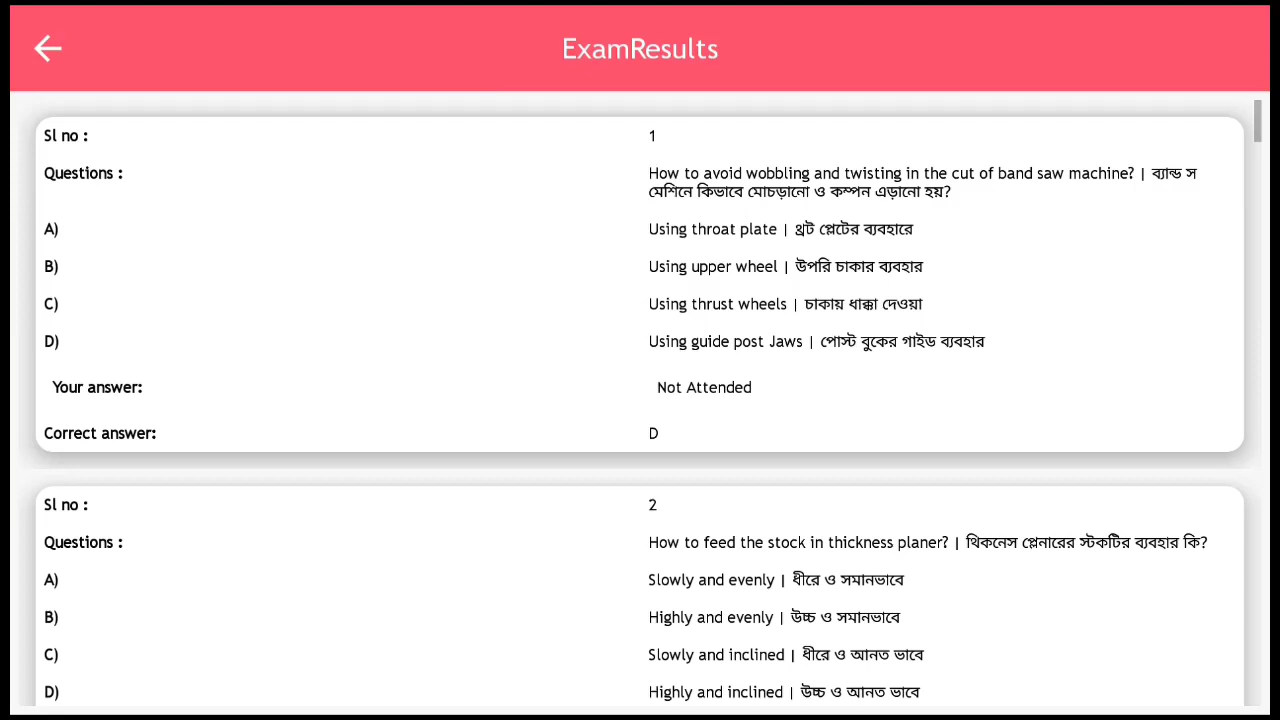 ExamResults
Sl no : 1
Questions : How to avoid wobbling and twisting in the cut of band saw machine? | ব্যান্ড স
মেশিনে কিভাবে মোচড়ানো ও কম্পন এড়ানো হয়?
A) Using throat plate | থ্রট প্লেটের ব্যবহারে
B) Using upper wheel | উপরি চাকার ব্যবহার
C) Using thrust wheels | চাকায় ধাক্কা দেওয়া
D) Using guide post Jaws | পোস্ট বুকের গাইড ব্যবহার
Your answer: Not Attended
Correct answer: D
Sl no : 2
Questions : How to feed the stock in thickness planer? | থিকনেস প্লেনারের স্টকটির ব্যবহার কি?
A) Slowly and evenly | ধীরে ও সমানভাবে
B) Highly and evenly | উচ্চ ও সমানভাবে
C) Slowly and inclined | ধীরে ও আনত ভাবে
D) Highly and inclined | উচ্চ ও আনত ভাবে